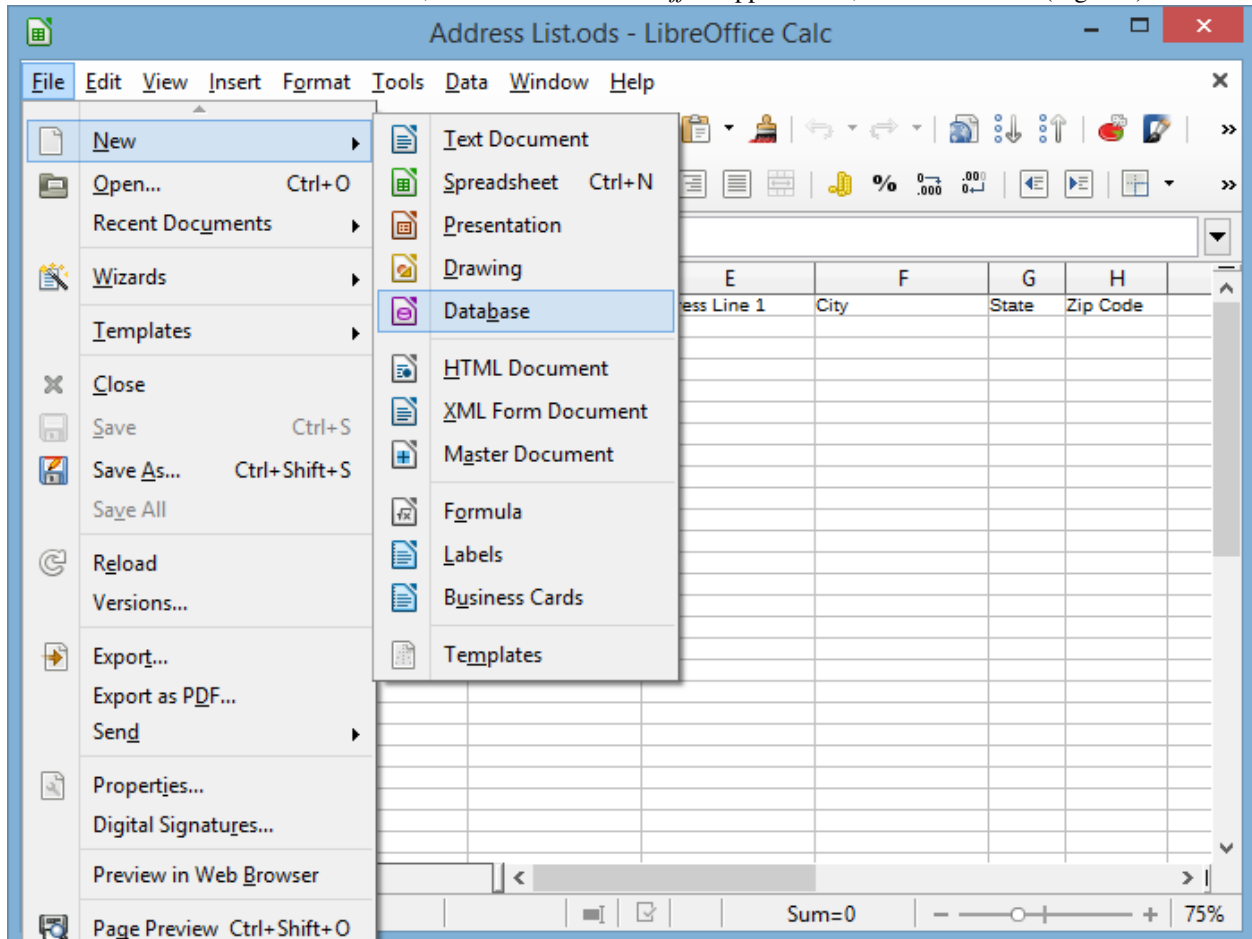 Address List.ods - LibreOffice Calc
File Edit View Insert Format Tools Data Window Help
New
Open... Ctrl+O
Recent Documents
Wizards
Templates
Close
Save Ctrl+S
Save As... Ctrl+Shift+S
Save All
Reload
Versions...
Export...
Export as PDF...
Send
Properties...
Digital Signatures...
Preview in Web Browser
Page Preview Ctrl+Shift+O
Text Document
Spreadsheet Ctrl+N
Presentation
Drawing
Database
HTML Document
XML Form Document
Master Document
Formula
Labels
Business Cards
Templates
E F G H
ess Line 1 City State Zip Code
Sum=0 75%